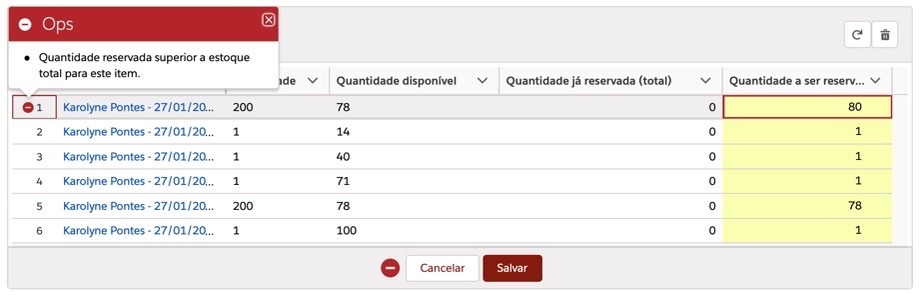 Ops
Quantidade reservada superior a estoque
total para este item.
ade Quantidade disponível Quantidade já reservada (total) Quantidade a ser reserv...
1 Karolyne Pontes - 27/01/20... 200 78 0 80
2 Karolyne Pontes - 27/01/20... 1 14 0 1
3 Karolyne Pontes - 27/01/20... 1 40 0 1
4 Karolyne Pontes - 27/01/20... 1 71 0 1
5 Karolyne Pontes - 27/01/20... 200 78 0 78
6 Karolyne Pontes - 27/01/20... 1 100 0 1
Cancelar Salvar